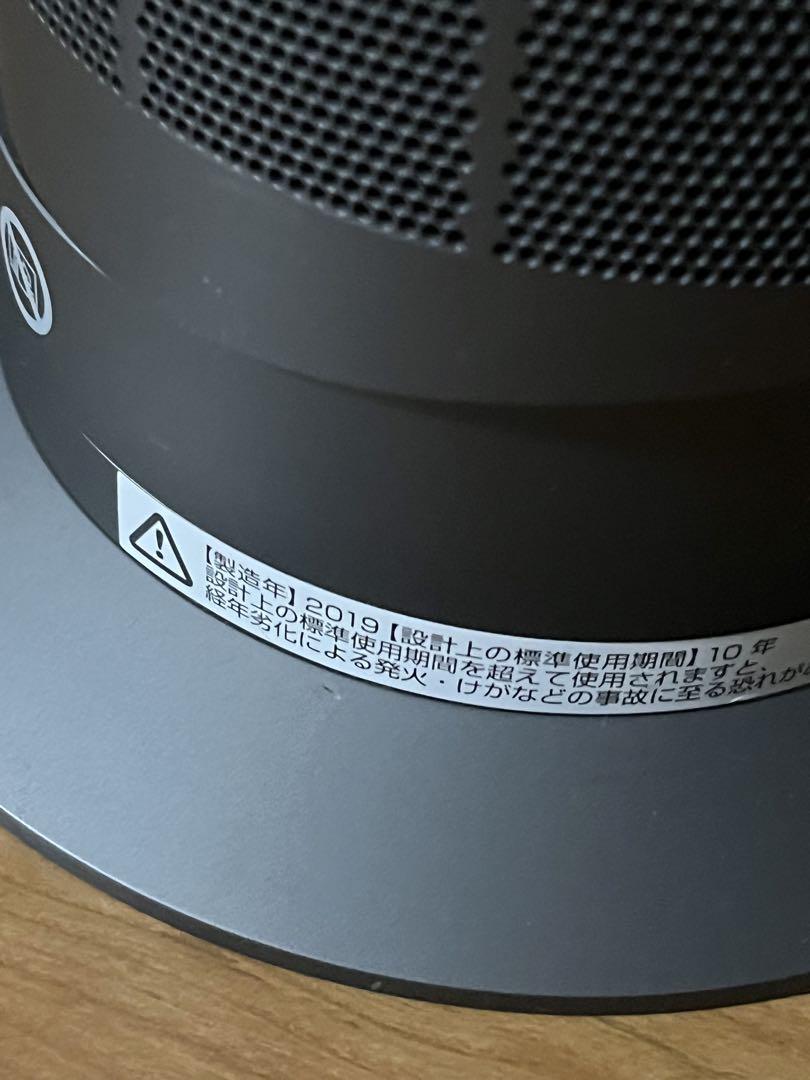 【製造年】2019【設計上の標準使用期間】10 年
設計上の標準使用期間を超えて使用されますと、
経年劣化による発火・けがなどの事故に至る恐れが